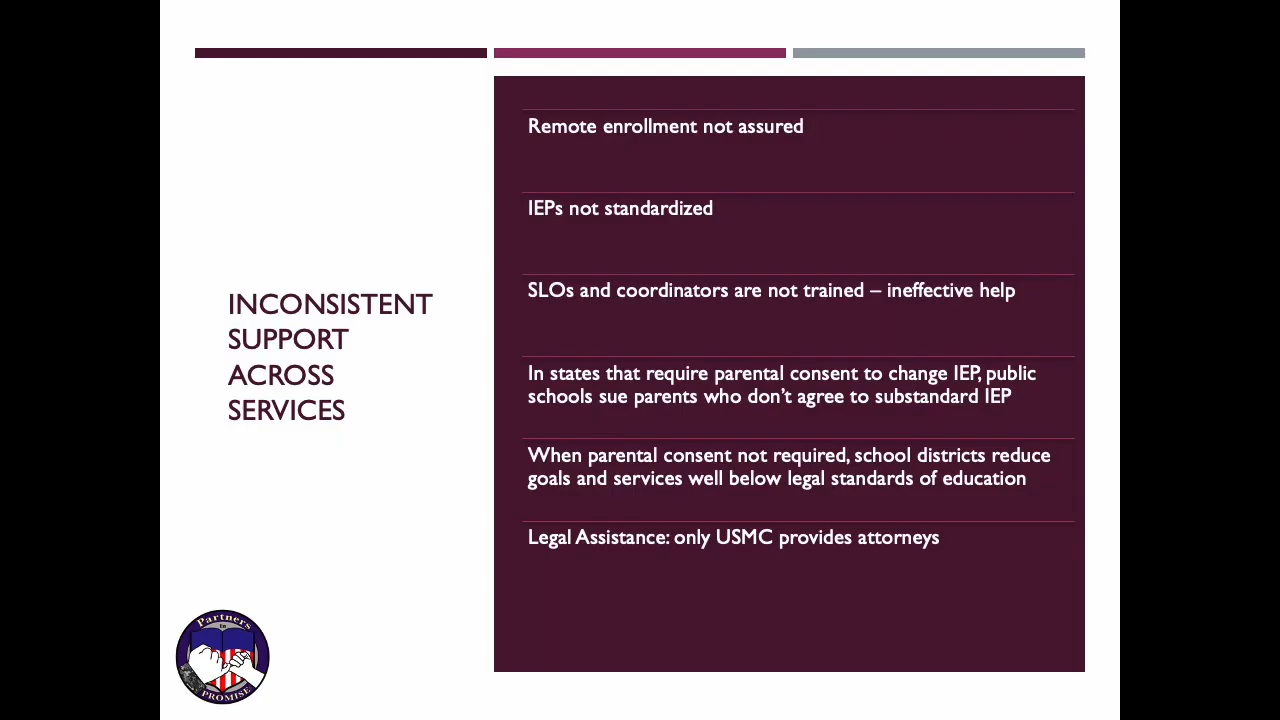 INCONSISTENT
SUPPORT
ACROSS
SERVICES
Remote enrollment not assured
IEPs not standardized
SLOs and coordinators are not trained – ineffective help
In states that require parental consent to change IEP, public
schools sue parents who don’t agree to substandard IEP
When parental consent not required, school districts reduce
goals and services well below legal standards of education
Legal Assistance: only USMC provides attorneys
Partners
in
PROMISE